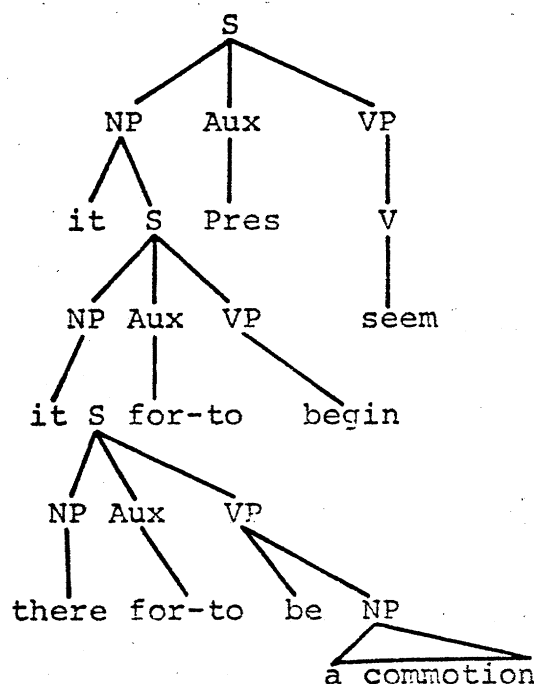 S
NP Aux VP
it S Pres V
NP Aux VP seem
it S for-to begin
NP Aux VP
there for-to be NP
a commotion